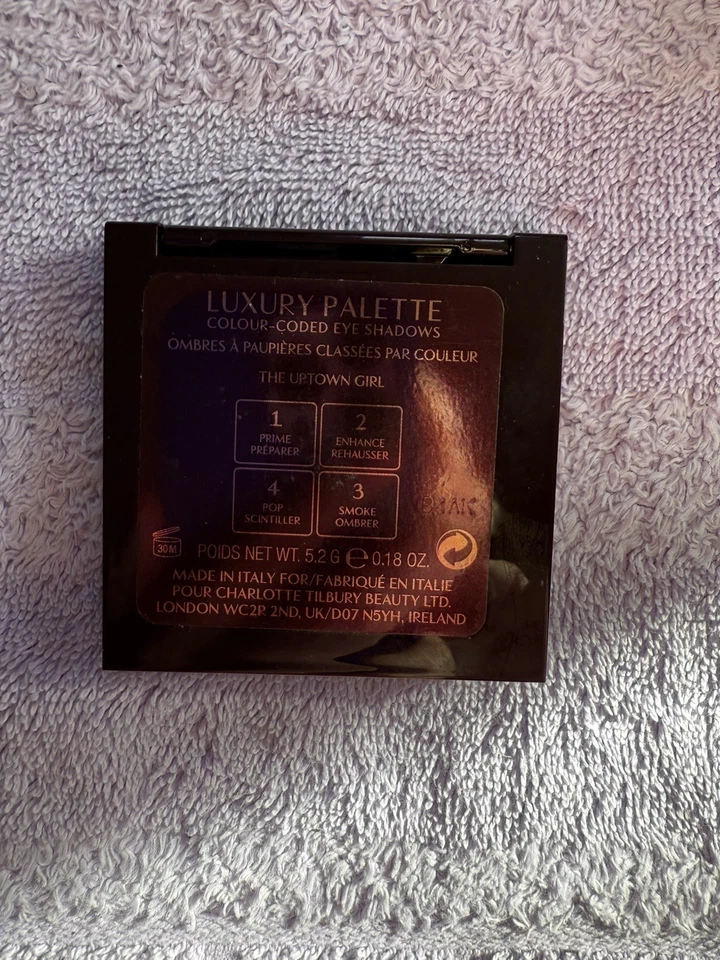 LUXURY PALETTE
COLOUR-CODED EYE SHADOWS
OMBRES À PAUPIÈRES CLASSÉES PAR COULEUR
THE UPTOWN GIRL
1
PRIME
PRÉPARER
2
ENHANCE
REHAUSSER
4
POP
SCINTILLER
3
SMOKE
OMBRER
30M
POIDS NET WT. 5.2 G e 0.18 OZ.
MADE IN ITALY FOR/FABRIQUÉ EN ITALIE
POUR CHARLOTTE TILBURY BEAUTY LTD.
LONDON WC2R 2ND, UK/D07 N5YH, IRELAND